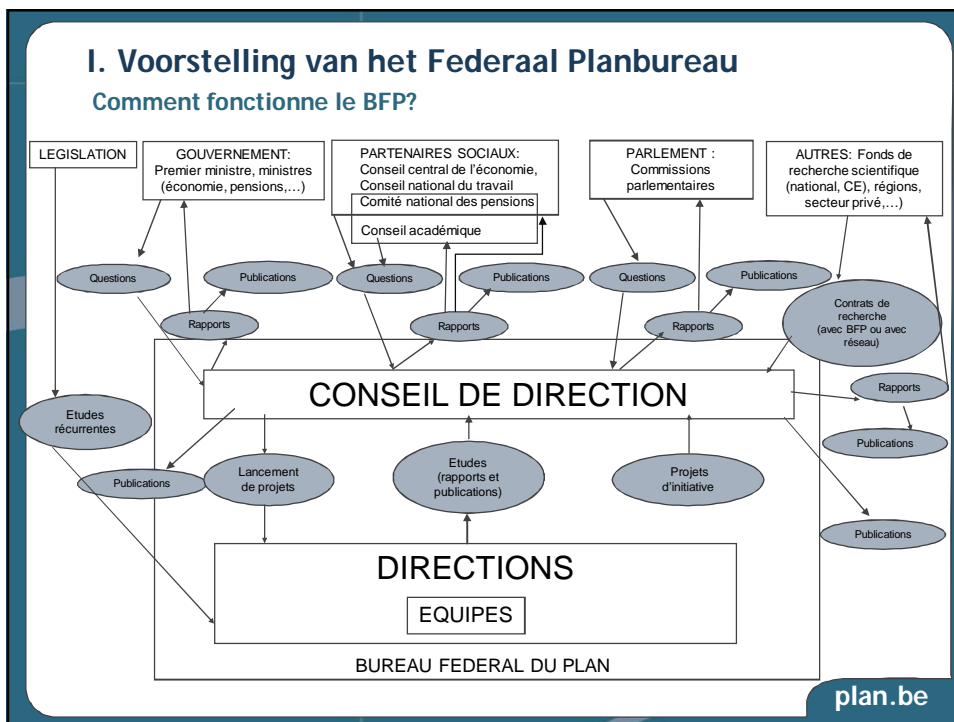 I. Voorstelling van het Federaal Planbureau
Comment fonctionne le BFP?
LEGISLATION
GOUVERNEMENT:
Premier ministre, ministres
(économie, pensions,…)
PARTENAIRES SOCIAUX:
Conseil central de l'économie,
Conseil national du travail
Comité national des pensions
Conseil académique
PARLEMENT :
Commissions
parlementaires
AUTRES: Fonds de
recherche scientifique
(national, CE), régions,
secteur privé,…)
Questions
Publications
Rapports
Questions
Publications
Rapports
Questions
Publications
Rapports
Contrats de
recherche
(avec BFP ou avec
réseau)
CONSEIL DE DIRECTION
Rapports
Publications
Etudes
récurrentes
Publications
Lancement
de projets
Etudes
(rapports et
publications)
Projets
d'initiative
Publications
DIRECTIONS
EQUIPES
BUREAU FEDERAL DU PLAN
plan.be